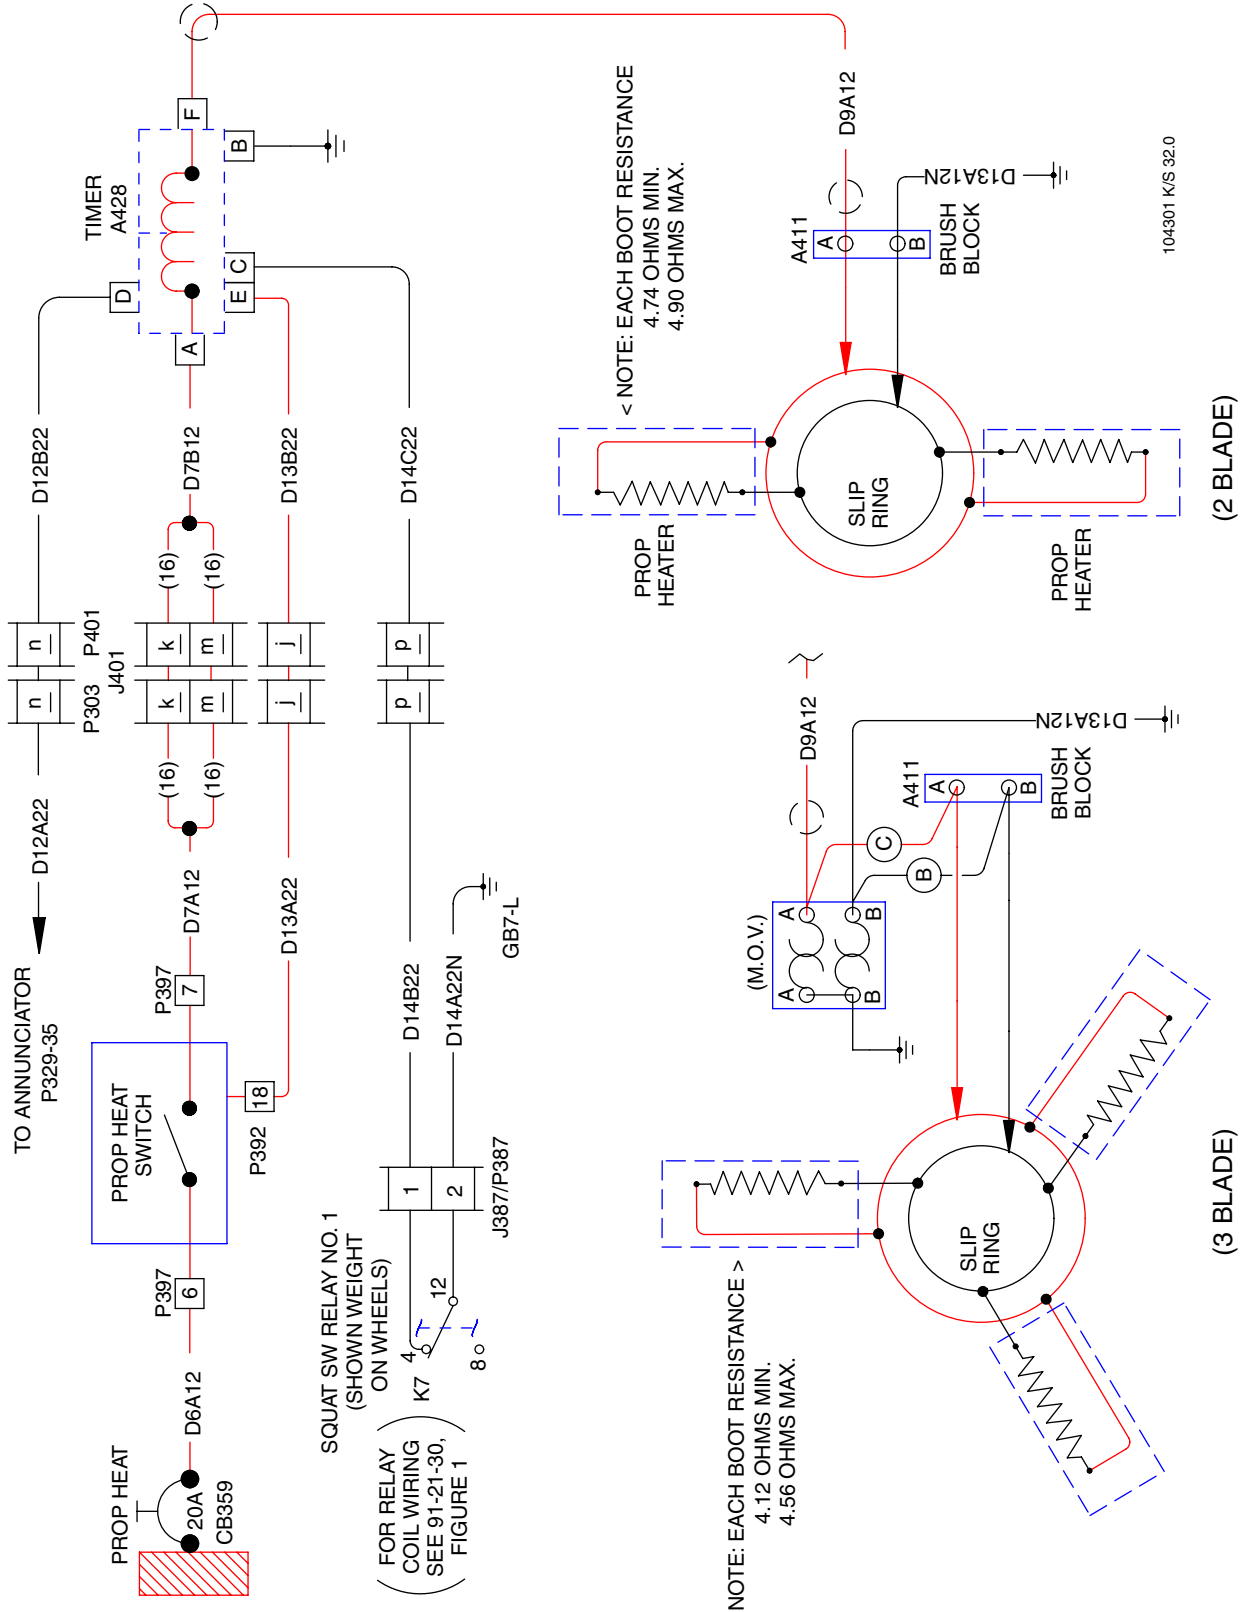 PROP HEAT
20A
CB359
D6A12
P397
6
PROP HEAT
SWITCH
P397
7
P392
18
D7A12
D13A22
TO ANNUNCIATOR
P329-35
D12A22
(16)
(16)
n
n
P303
P401
J401
k
k
m
m
j
j
p
p
(16)
(16)
D12B22
D7B12
D13B22
D14C22
TIMER
A428
D
A
E
C
B
F
SQUAT SW RELAY NO. 1
(SHOWN WEIGHT
ON WHEELS)
K7
4
12
8
FOR RELAY
COIL WIRING
SEE 91-21-30,
FIGURE 1
1
2
J387/P387
D14B22
D14A22N
GB7-L
NOTE: EACH BOOT RESISTANCE >
4.12 OHMS MIN.
4.56 OHMS MAX.
SLIP
RING
(M.O.V.)
A
A
B
B
C
B
D9A12
A411
A
B
BRUSH
BLOCK
D13A12N
(3 BLADE)
PROP
HEATER
< NOTE: EACH BOOT RESISTANCE
4.74 OHMS MIN.
4.90 OHMS MAX.
SLIP
RING
PROP
HEATER
D9A12
A411
A
B
BRUSH
BLOCK
D13A12N
(2 BLADE)
104301 K/S 32.0